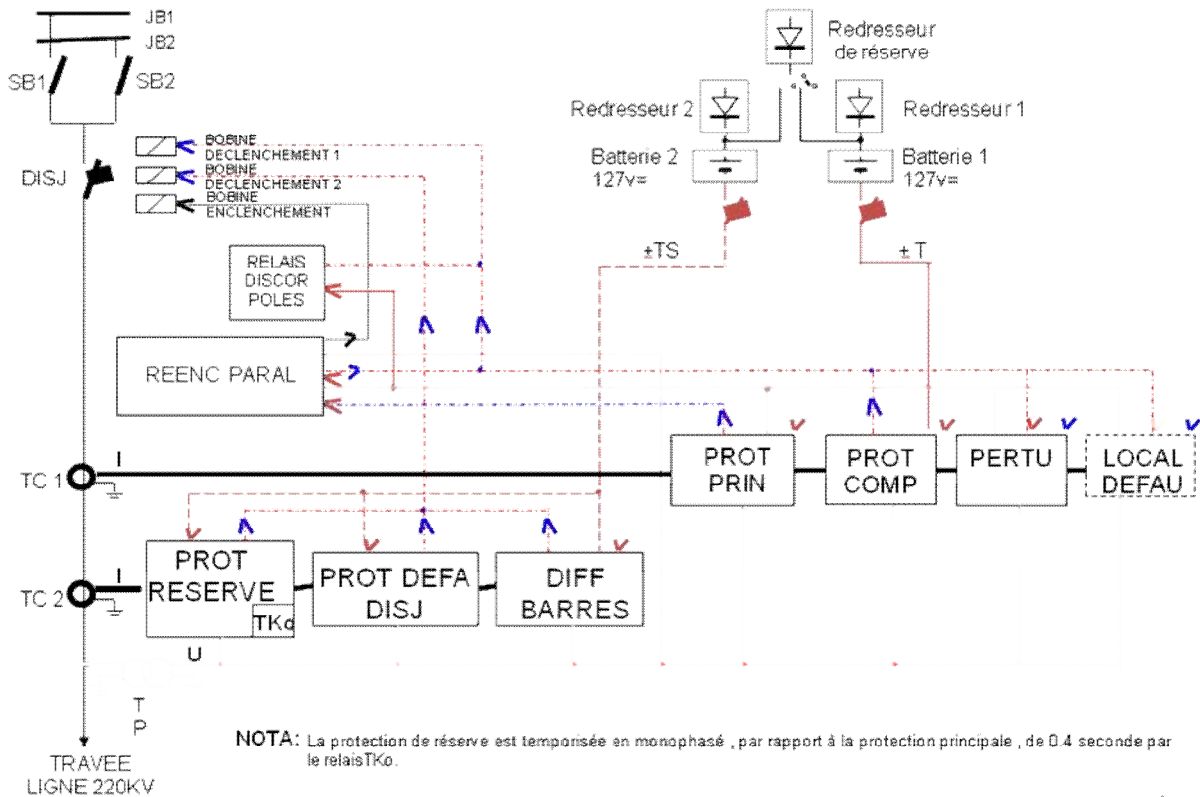 JB1
JB2
SB1
SB2
DISJ
BOBINE
DECLENCHEMENT 1
BOBINE
DECLENCHEMENT 2
BOBINE
ENCLENCHEMENT
Redresseur
de réserve
Redresseur 2
Redresseur 1
Batterie 2
127v=
Batterie 1
127v=
±TS
±T
RELAIS
DISCOR
POLES
REENC PARAL
TC 1
I
PROT
PRIN
PROT
COMP
PERTU
LOCAL
DEFAU
TC 2
I
PROT
RESERVE
TKo
PROT DEFA
DISJ
DIFF
BARRES
U
T
P
TRAVEE
LIGNE 220KV
NOTA: La protection de réserve est temporisée en monophasé , par rapport à la protection principale , de 0.4 seconde par
le relaisTKo.